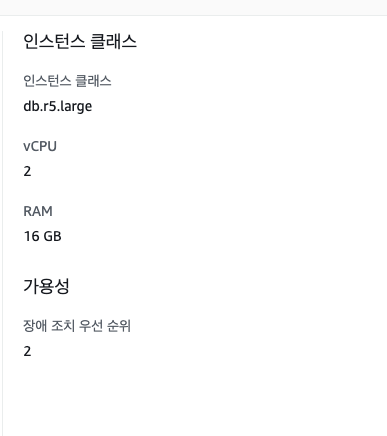 인스턴스 클래스
인스턴스 클래스
db.r5.large
vCPU
2
RAM
16 GB
가용성
장애 조치 우선 순위
2